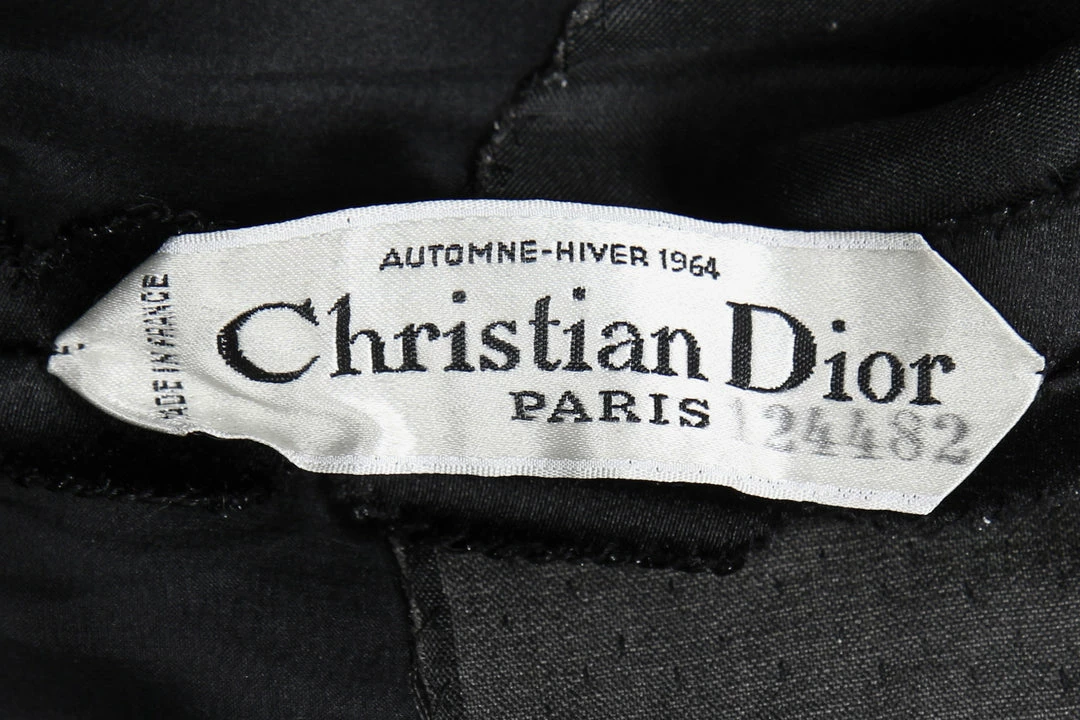 AUTOMNE-HIVER 1964
Christian Dior
PARIS
124482
MADE IN FRANCE